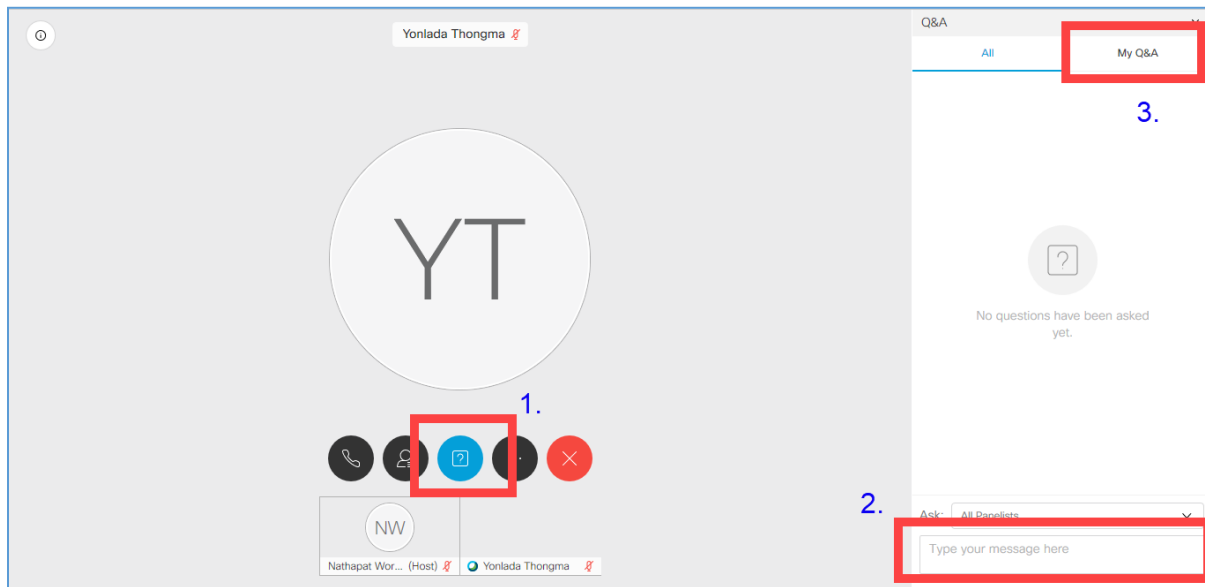 Yonlada Thongma
Q&A
All
My Q&A
3.
YT
No questions have been asked
yet.
1.
NW
Nathapat Wor... (Host)
Yonlada Thongma
2.
Ask: All Panelists
Type your message here